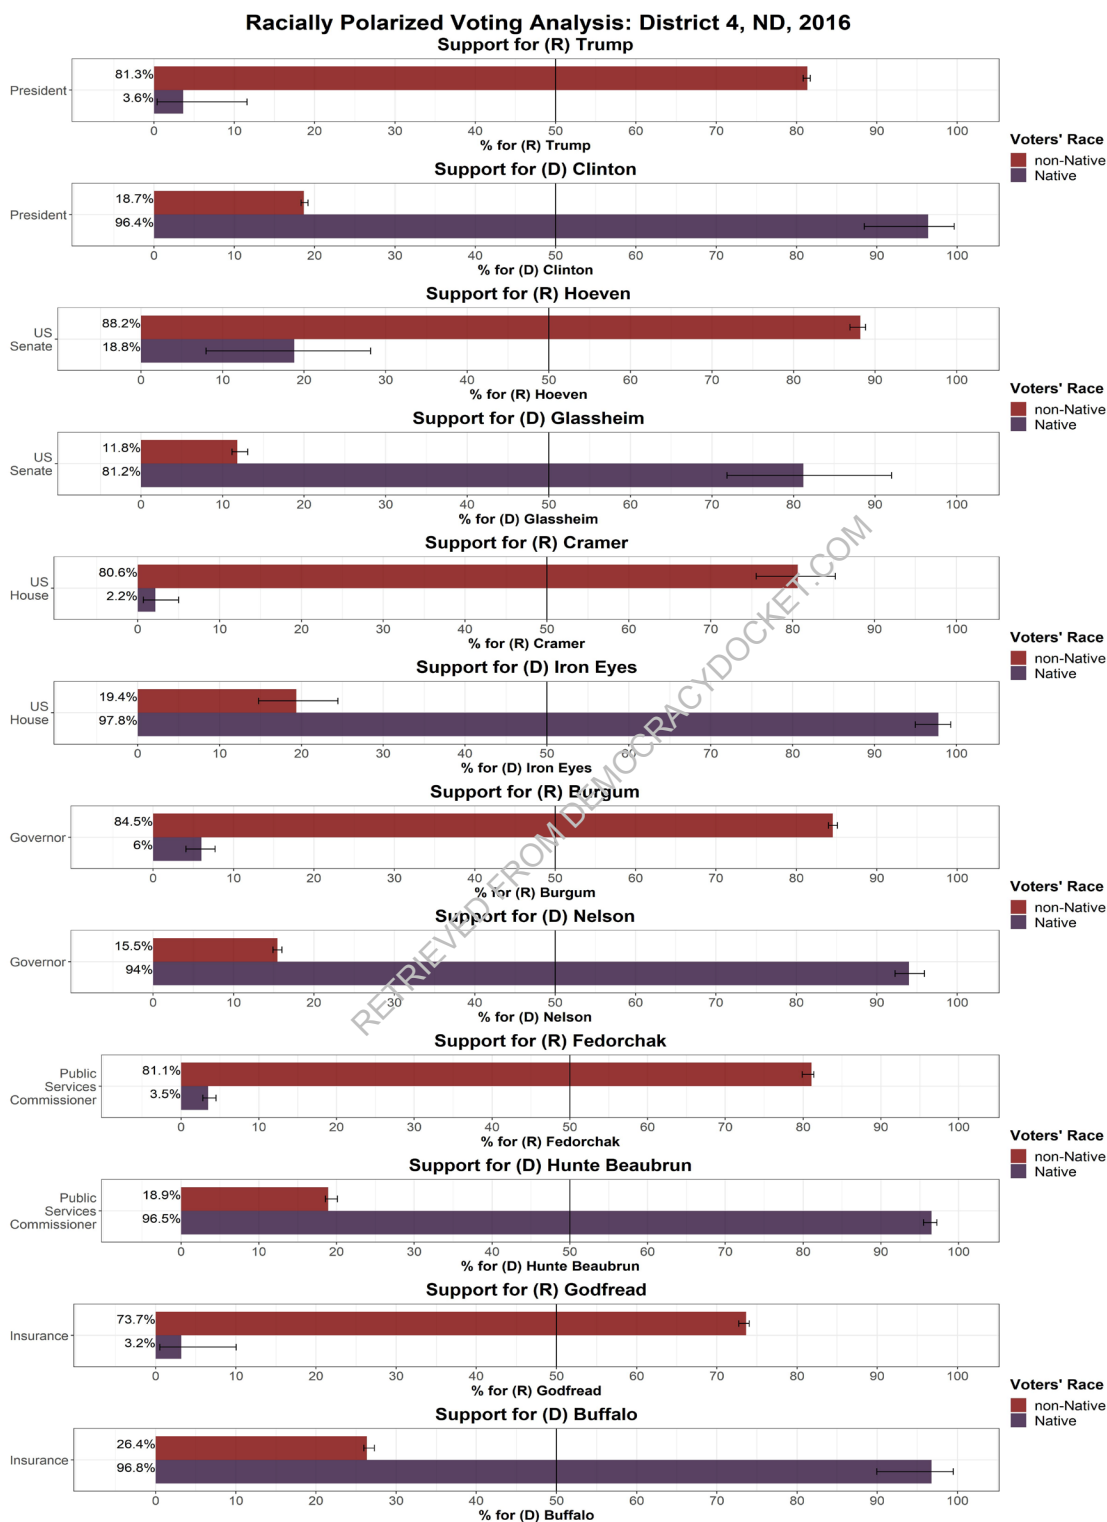 Racially Polarized Voting Analysis: District 4, ND, 2016
Support for (R) Trump
President
81.3%
3.6%
0 10 20 30 40 50 60 70 80 90 100
% for (R) Trump
Voters' Race
non-Native
Native
Support for (D) Clinton
President
18.7%
96.4%
0 10 20 30 40 50 60 70 80 90 100
% for (D) Clinton
Support for (R) Hoeven
US
Senate
88.2%
18.8%
0 10 20 30 40 50 60 70 80 90 100
% for (R) Hoeven
Voters' Race
non-Native
Native
Support for (D) Glassheim
US
Senate
11.8%
81.2%
0 10 20 30 40 50 60 70 80 90 100
% for (D) Glassheim
Support for (R) Cramer
US
House
80.6%
2.2%
0 10 20 30 40 50 60 70 80 90 100
% for (R) Cramer
Voters' Race
non-Native
Native
Support for (D) Iron Eyes
US
House
19.4%
97.8%
0 10 20 30 40 50 60 70 80 90 100
% for (D) Iron Eyes
Support for (R) Burgum
Governor
84.5%
6%
0 10 20 30 40 50 60 70 80 90 100
% for (R) Burgum
Voters' Race
non-Native
Native
Support for (D) Nelson
Governor
15.5%
94%
0 10 20 30 40 50 60 70 80 90 100
% for (D) Nelson
Support for (R) Fedorchak
Public
Services
Commissioner
81.1%
3.5%
0 10 20 30 40 50 60 70 80 90 100
% for (R) Fedorchak
Voters' Race
non-Native
Native
Support for (D) Hunte Beaubrun
Public
Services
Commissioner
18.9%
96.5%
0 10 20 30 40 50 60 70 80 90 100
% for (D) Hunte Beaubrun
Support for (R) Godfread
Insurance
73.7%
3.2%
0 10 20 30 40 50 60 70 80 90 100
% for (R) Godfread
Voters' Race
non-Native
Native
Support for (D) Buffalo
Insurance
26.4%
96.8%
0 10 20 30 40 50 60 70 80 90 100
% for (D) Buffalo
RETRIEVED FROM DEMOCRACYDOCKET.COM